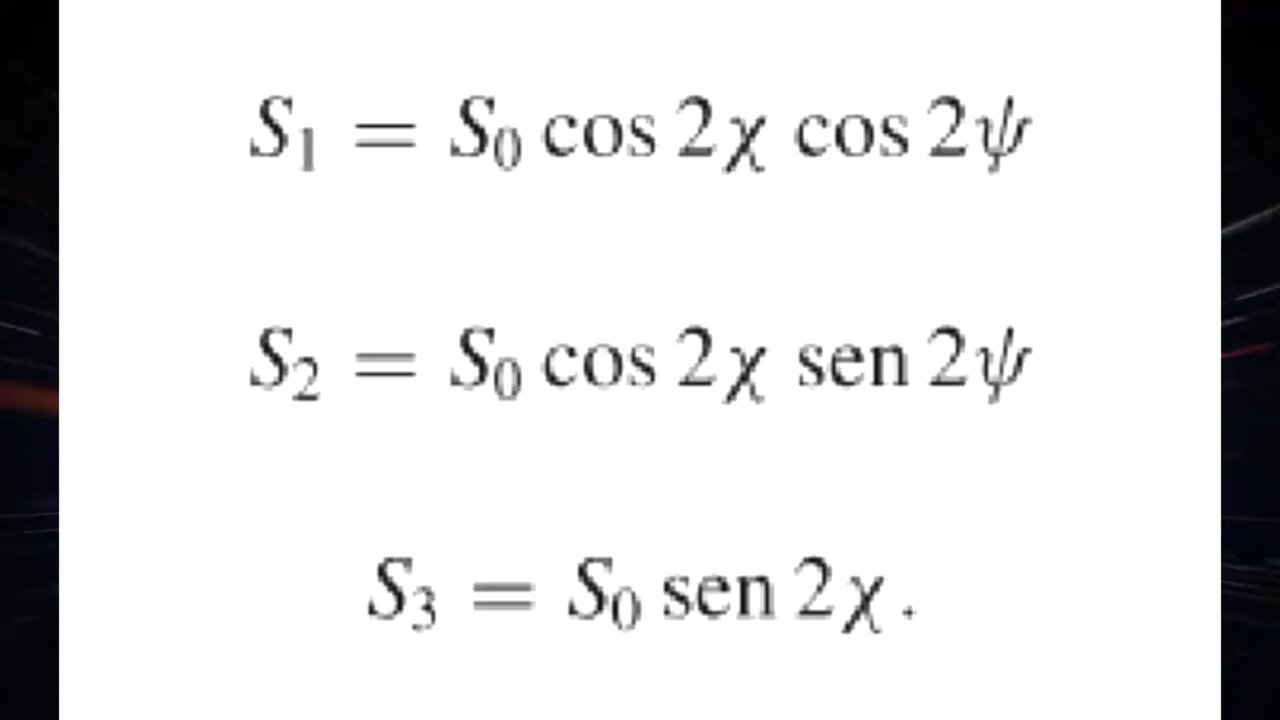 S₁ = S₀ cos 2χ cos 2ψ
S₂ = S₀ cos 2χ sen 2ψ
S₃ = S₀ sen 2χ.